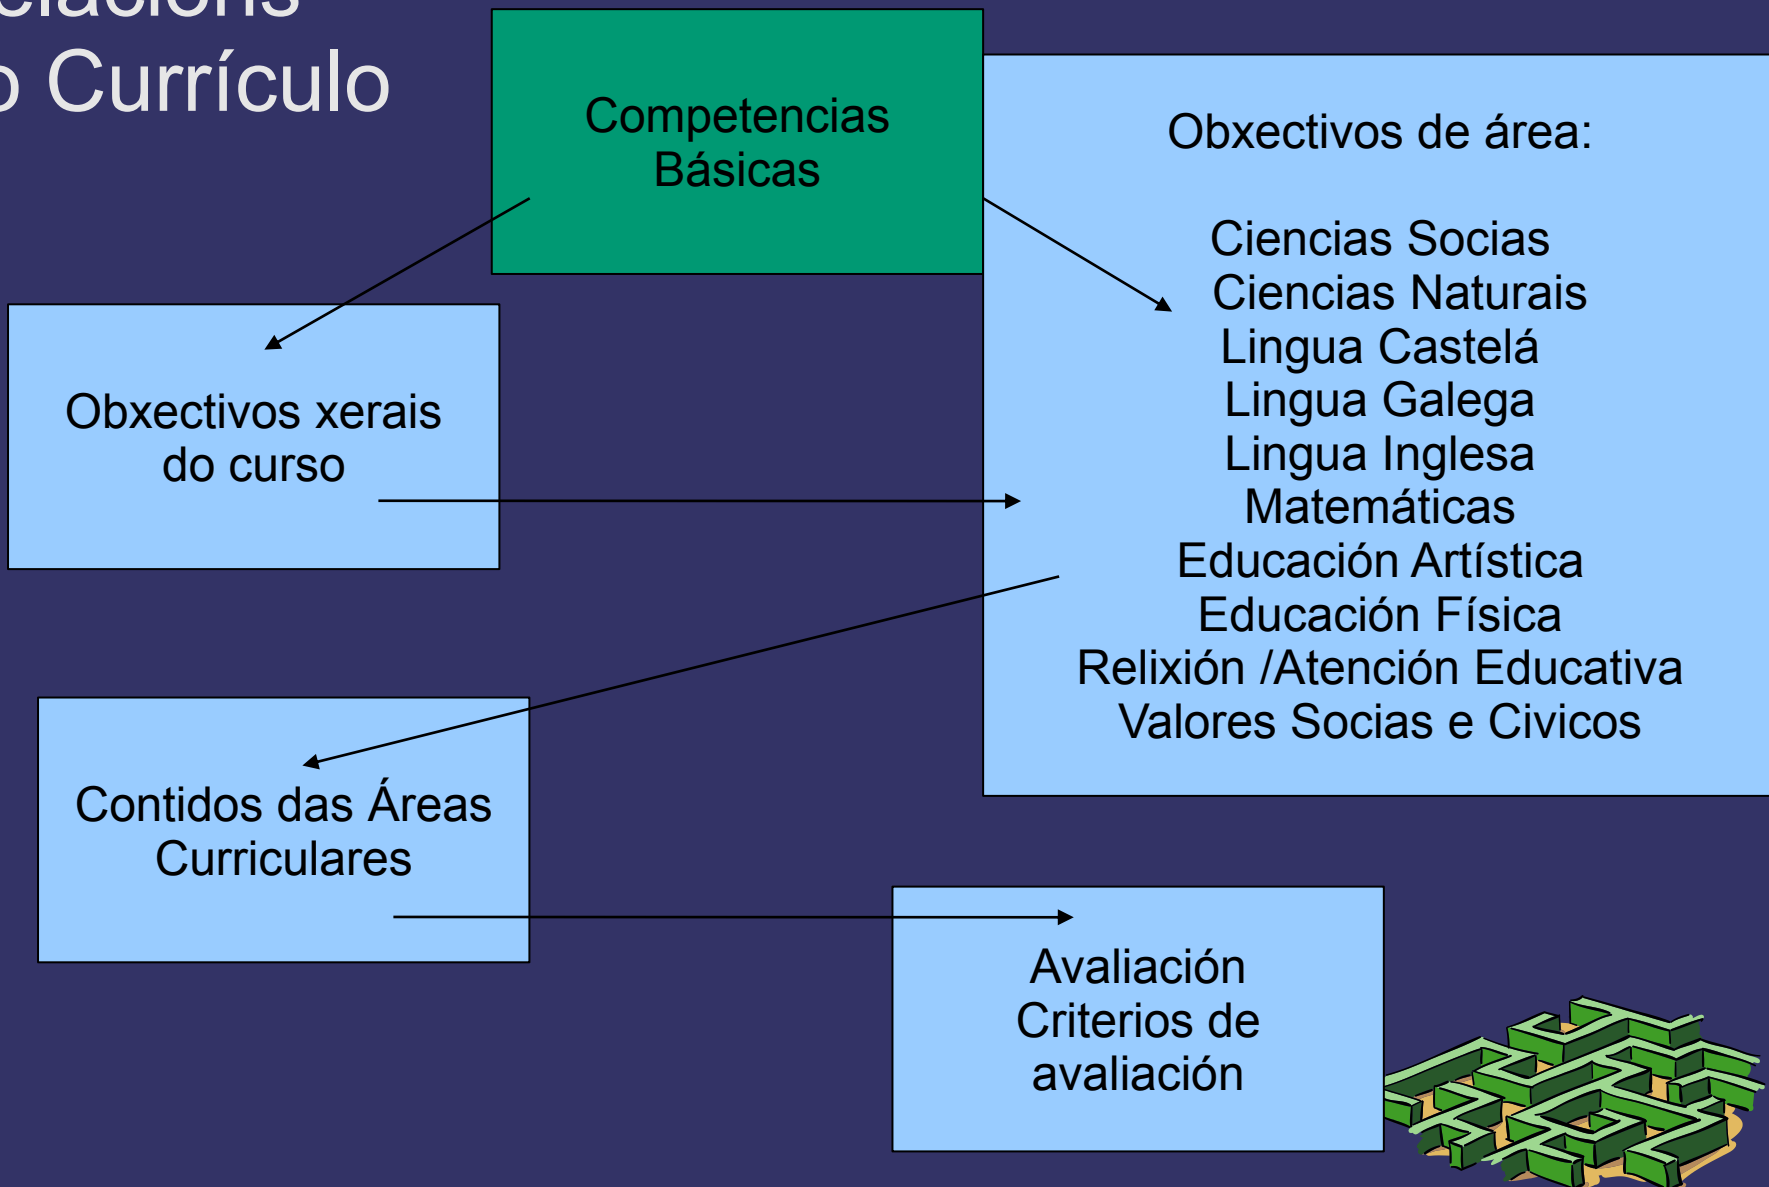 elacións
o Currículo
Competencias
Básicas
Obxectivos de área:
Ciencias Socias
Ciencias Naturais
Lingua Castelá
Lingua Galega
Lingua Inglesa
Matemáticas
Educación Artística
Educación Física
Relixión /Atención Educativa
Valores Socias e Civicos
Obxectivos xerais
do curso
Contidos das Áreas
Curriculares
Avaliación
Criterios de
avaliación